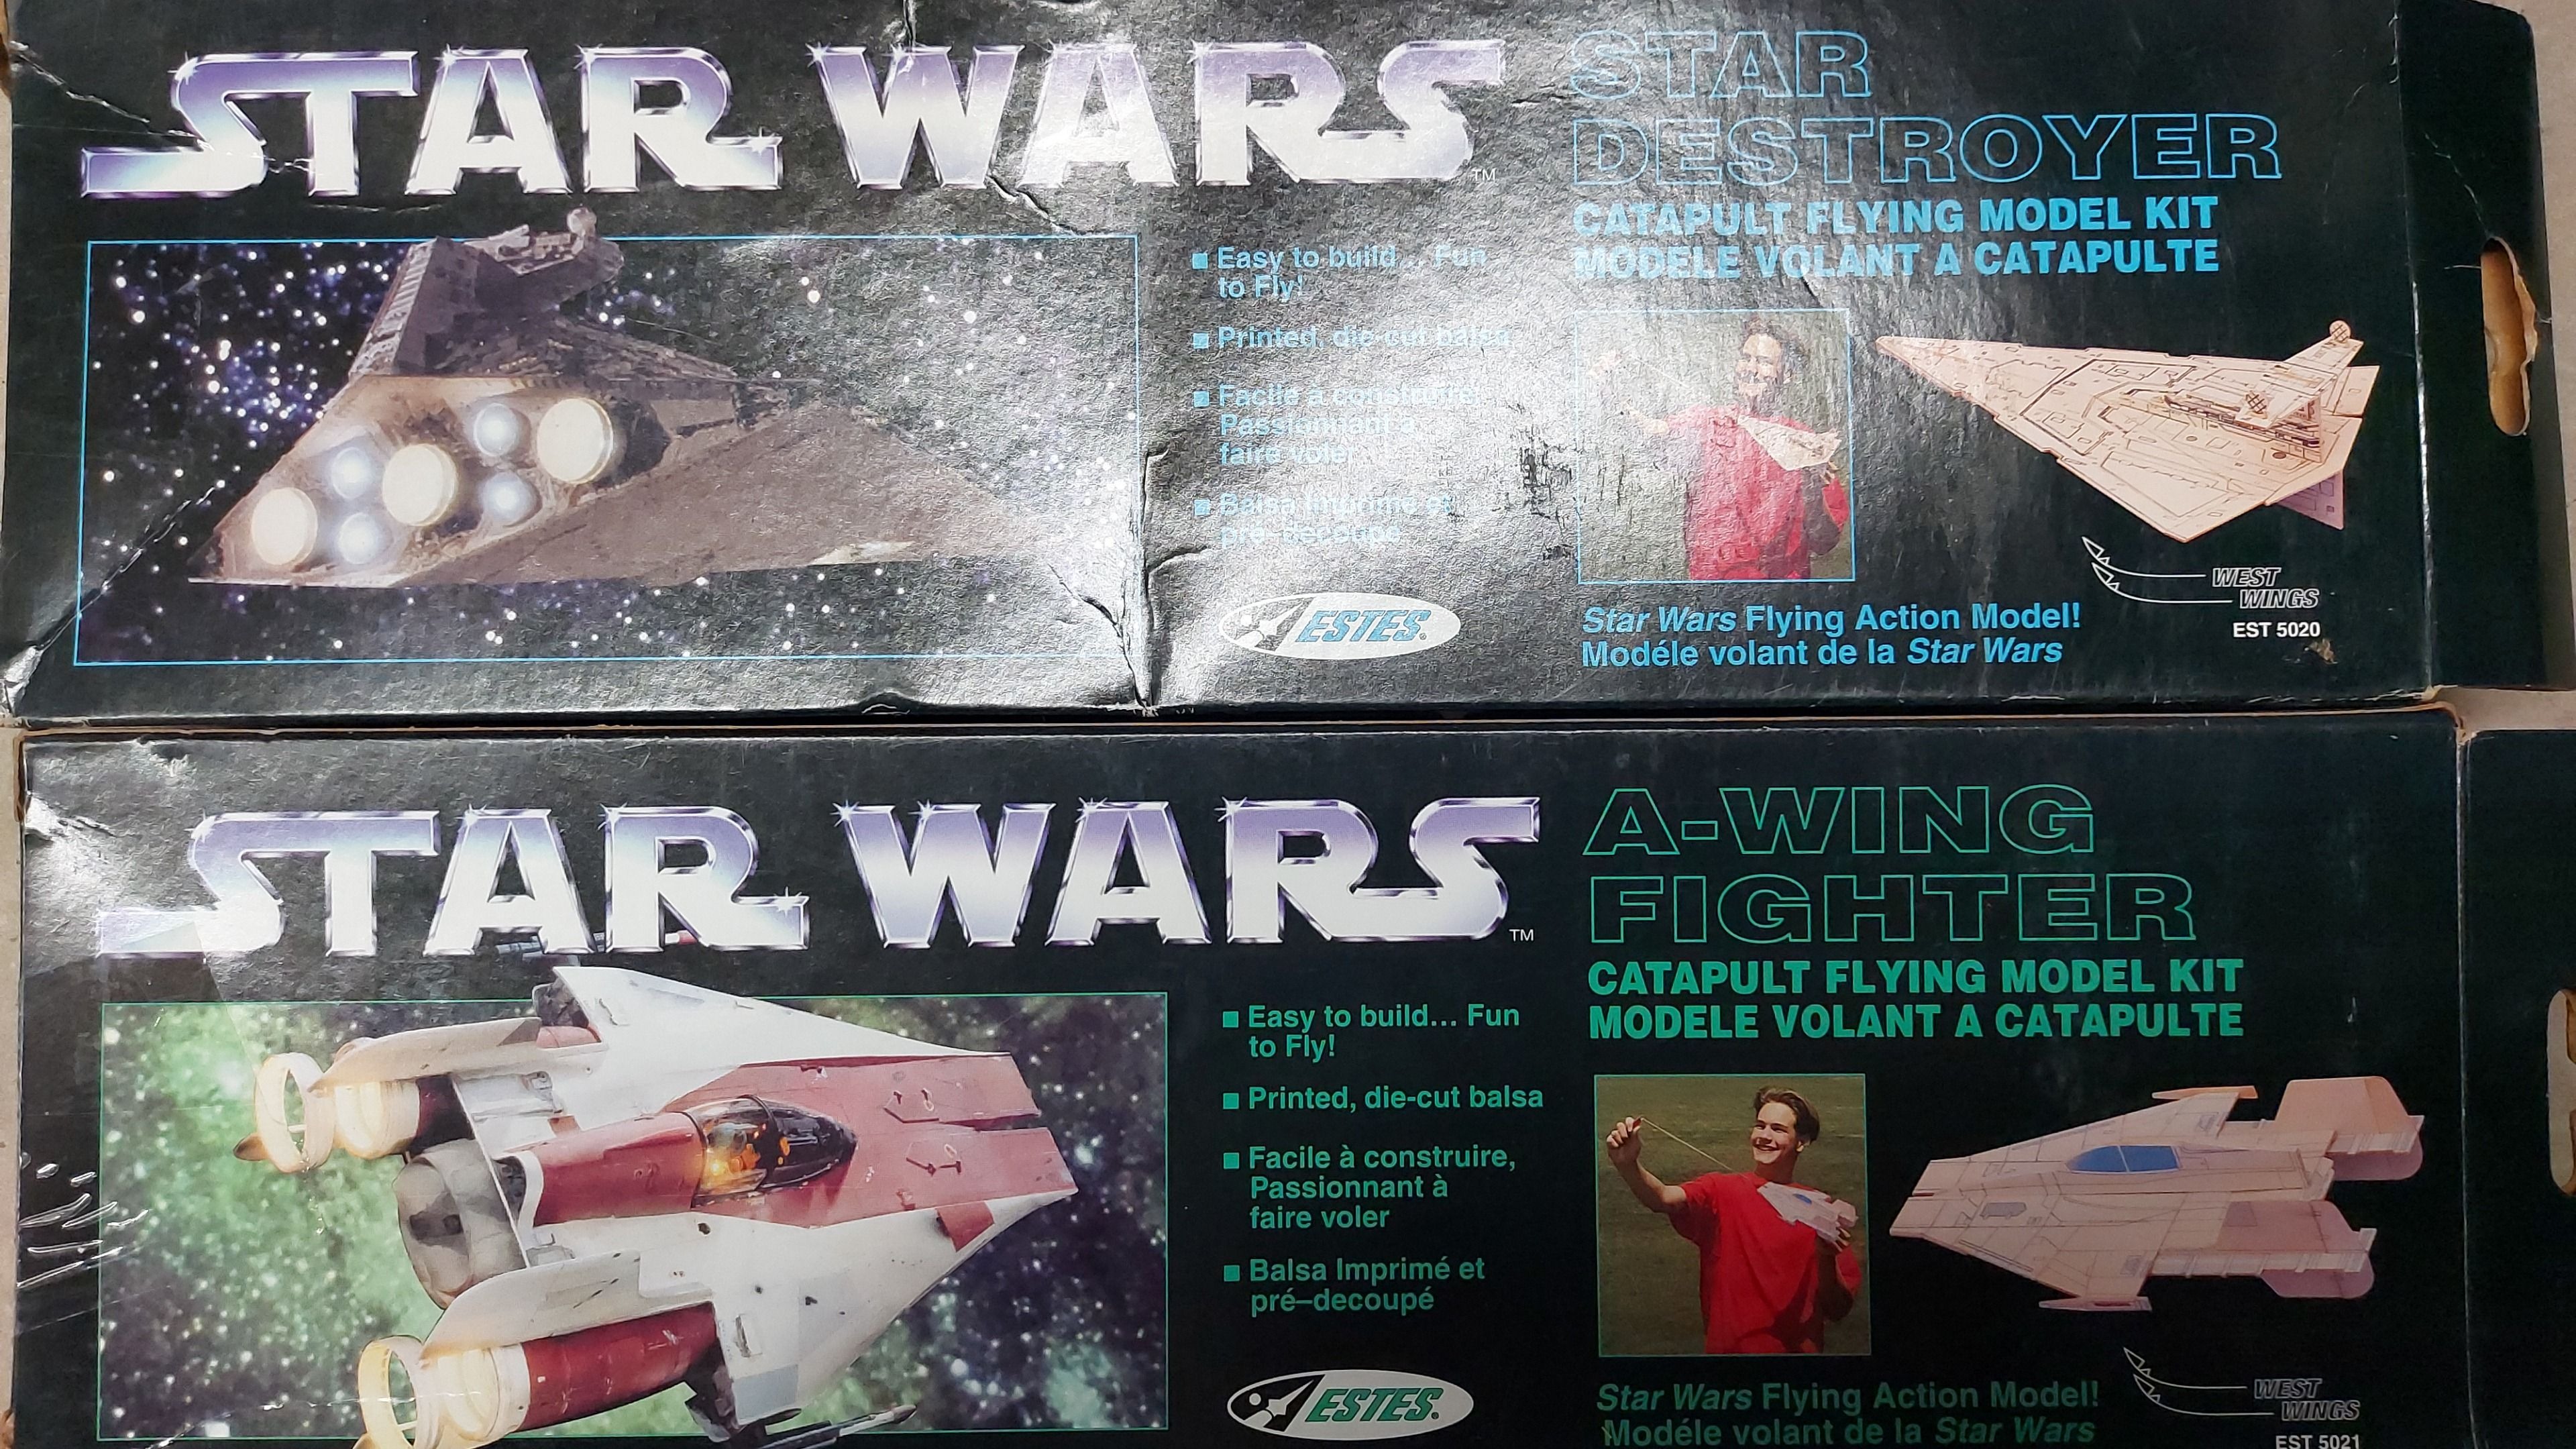 STAR WARS™
STAR
DESTROYER
CATAPULT FLYING MODEL KIT
MODELE VOLANT A CATAPULTE
Easy to build... Fun
to Fly!
Printed, die-cut balsa
Facile à construire,
Passionnant à
faire voler
Balsa Imprimé et
pré-decoupé
ESTES®
Star Wars Flying Action Model!
Modéle volant de la Star Wars
WEST
WINGS
EST 5020
STAR WARS™
A-WING
FIGHTER
CATAPULT FLYING MODEL KIT
MODELE VOLANT A CATAPULTE
Easy to build... Fun
to Fly!
Printed, die-cut balsa
Facile à construire,
Passionnant à
faire voler
Balsa Imprimé et
pré–decoupé
ESTES®
Star Wars Flying Action Model!
Modéle volant de la Star Wars
WEST
WINGS
EST 5021